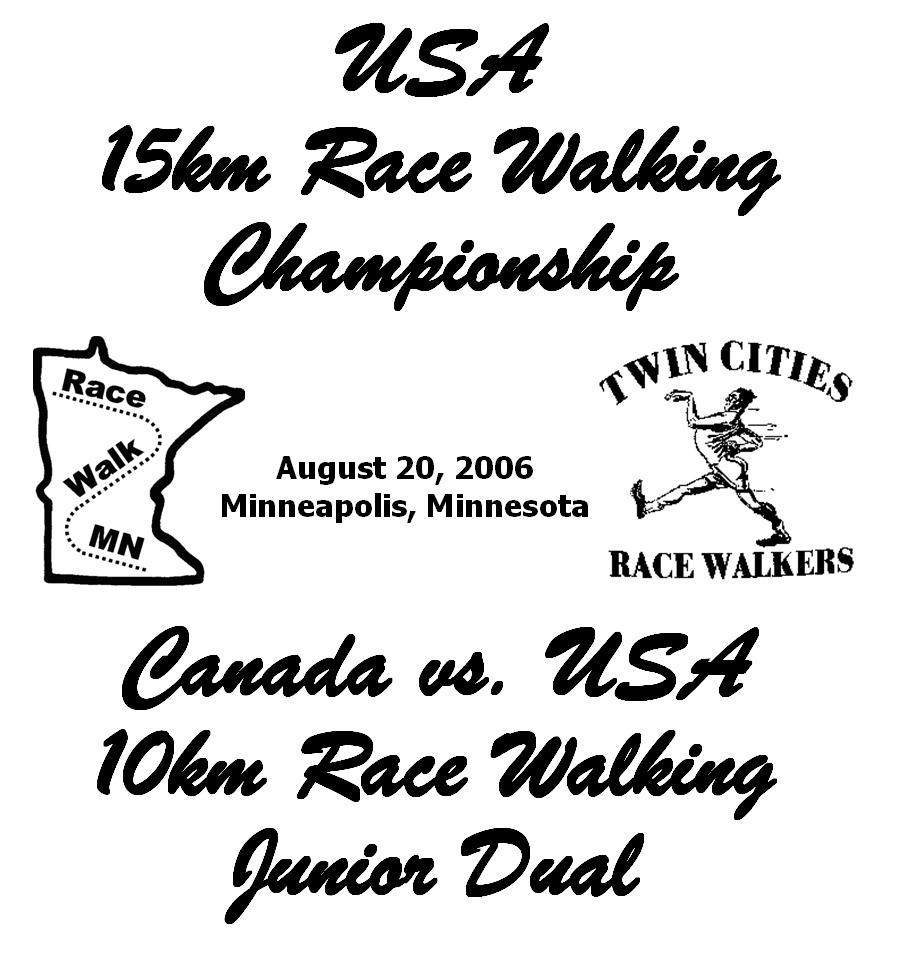 USA
15km Race Walking
Championship
Race
Walk
MN
August 20, 2006
Minneapolis, Minnesota
TWIN CITIES
RACE WALKERS
Canada vs. USA
10km Race Walking
Junior Dual